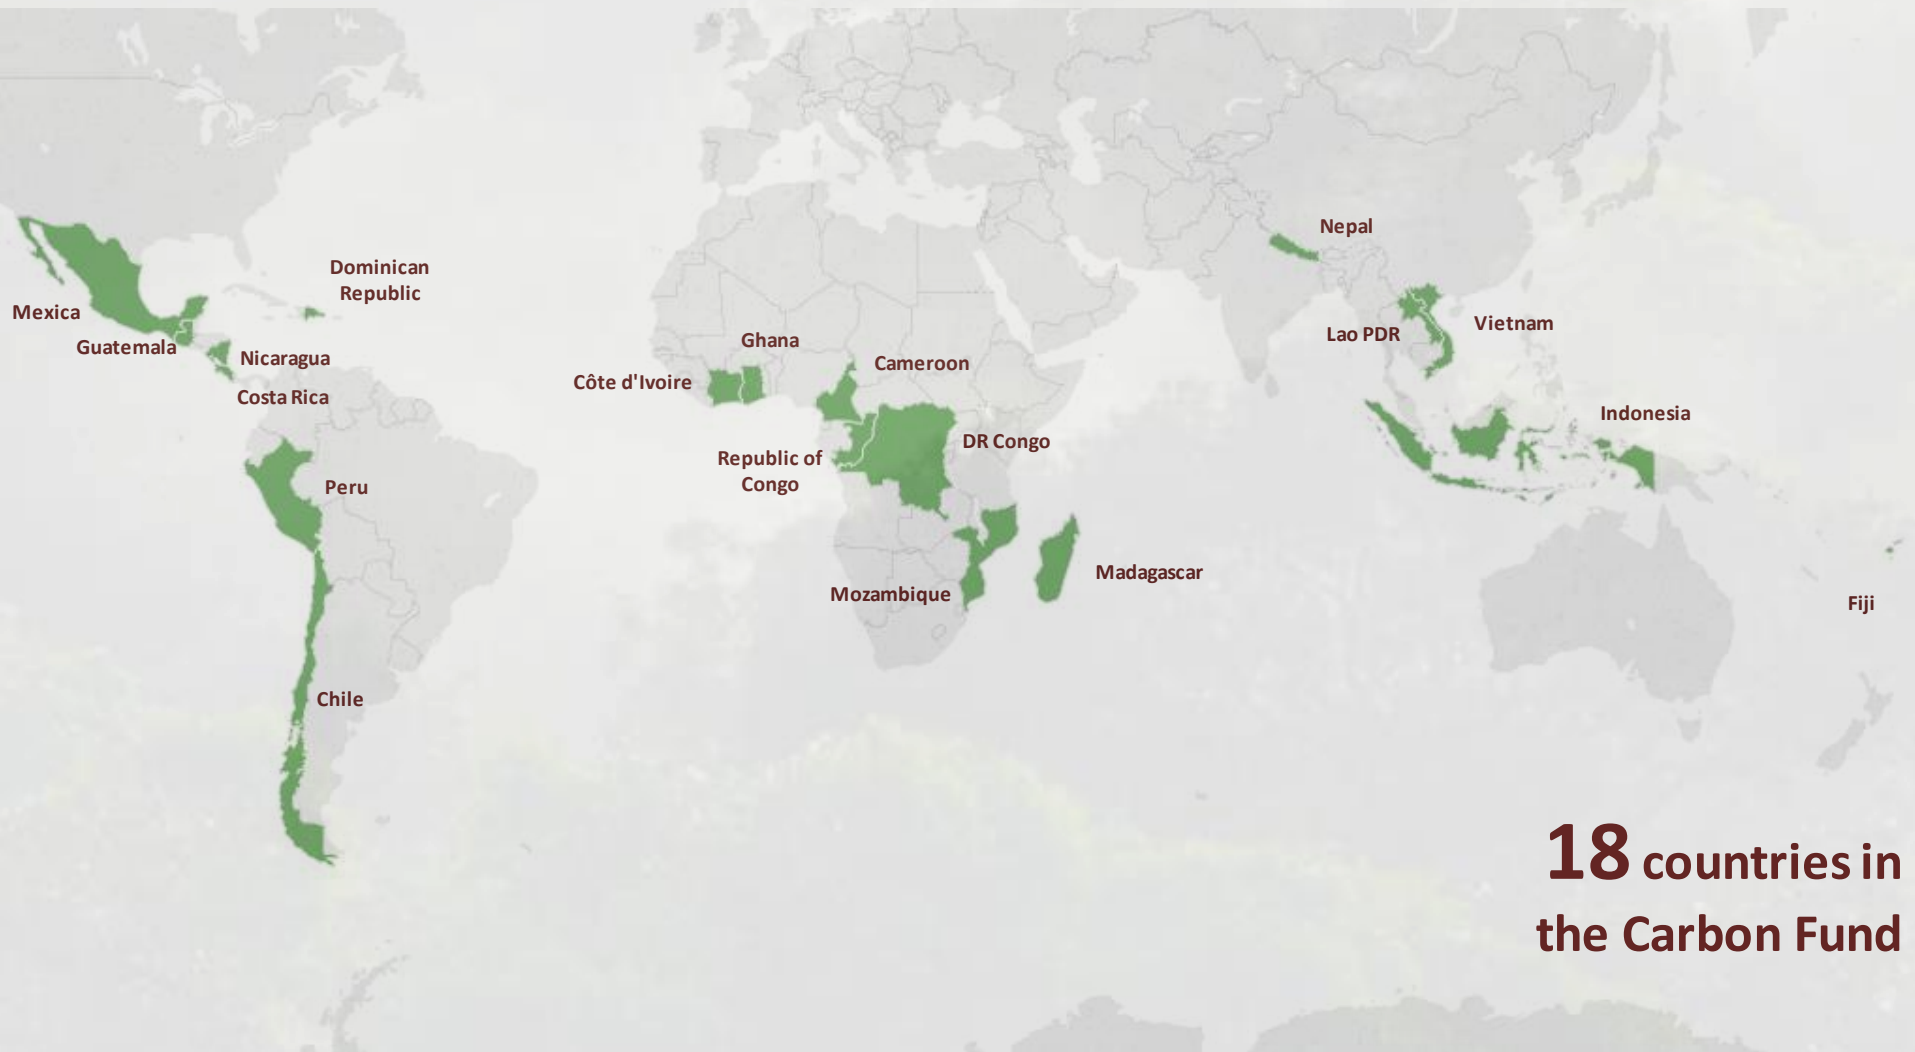 Nepal
Dominican
Republic
Mexica
Vietnam
Lao PDR
Ghana
Guatemala
Nicaragua
Cameroon
Côte d'Ivoire
Costa Rica
Indonesia
DR Congo
Republic of
Congo
Peru
Madagascar
Mozambique
Fiji
Chile
18 countries in
the Carbon Fund